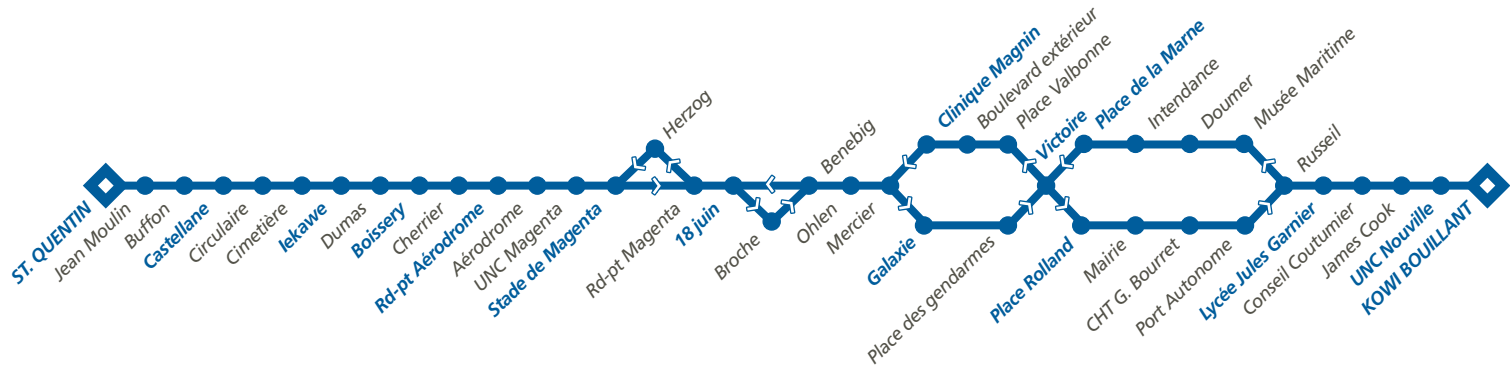 ST. QUENTIN
Jean Moulin
Buffon
Castellane
Circulaire
Cimetière
Iekawe
Dumas
Boissery
Cherrier
Rd-pt Aérodrome
Aérodrome
UNC Magenta
Stade de Magenta
Herzog
Rd-pt Magenta
18 juin
Broche
Benebig
Ohlen
Mercier
Clinique Magnin
Boulevard extérieur
Place Valbonne
Galaxie
Place des gendarmes
Victoire
Place de la Marne
Intendance
Doumer
Musée Maritime
Place Rolland
Mairie
CHT G. Bourret
Port Autonome
Russeil
Lycée Jules Garnier
Conseil Coutumier
James Cook
UNC Nouville
KOWI BOUILLANT